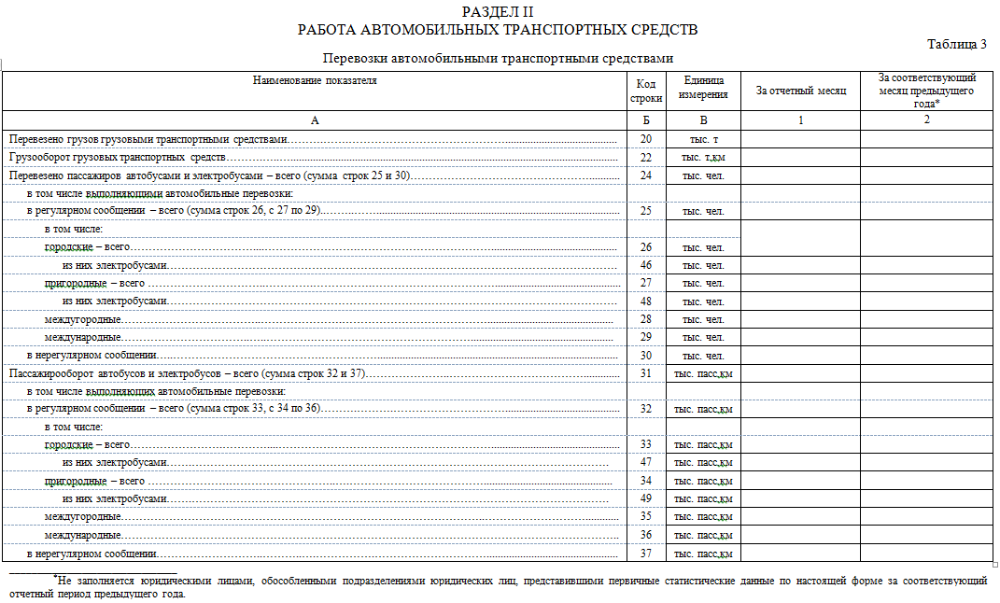 РАЗДЕЛ II
РАБОТА АВТОМОБИЛЬНЫХ ТРАНСПОРТНЫХ СРЕДСТВ
Таблица 3
Перевозки автомобильными транспортными средствами
Наименование показателя Код строки Единица измерения За отчетный месяц За соответствующий месяц предыдущего года*
А Б В 1 2
Перевезено грузов грузовыми транспортными средствами 20 тыс. т
Грузооборот грузовых транспортных средств 22 тыс. т.км
Перевезено пассажиров автобусами и электробусами – всего (сумма строк 25 и 30) 24 тыс. чел.
в том числе выполняющими автомобильные перевозки:
в регулярном сообщении – всего (сумма строк 26, с 27 по 29) 25 тыс. чел.
в том числе:
городские – всего 26 тыс. чел.
из них электробусами 46 тыс. чел.
пригородные – всего 27 тыс. чел.
из них электробусами 48 тыс. чел.
междугородные 28 тыс. чел.
международные 29 тыс. чел.
в нерегулярном сообщении 30 тыс. чел.
Пассажирооборот автобусов и электробусов – всего (сумма строк 32 и 37) 31 тыс. пасс.км
в том числе выполняющих автомобильные перевозки:
в регулярном сообщении – всего (сумма строк 33, с 34 по 36) 32 тыс. пасс.км
в том числе:
городские – всего 33 тыс. пасс.км
из них электробусами 47 тыс. пасс.км
пригородные – всего 34 тыс. пасс.км
из них электробусами 49 тыс. пасс.км
междугородные 35 тыс. пасс.км
международные 36 тыс. пасс.км
в нерегулярном сообщении 37 тыс. пасс.км
*Не заполняется юридическими лицами, обособленными подразделениями юридических лиц, представившими первичные статистические данные по настоящей форме за соответствующий
отчетный период предыдущего года.